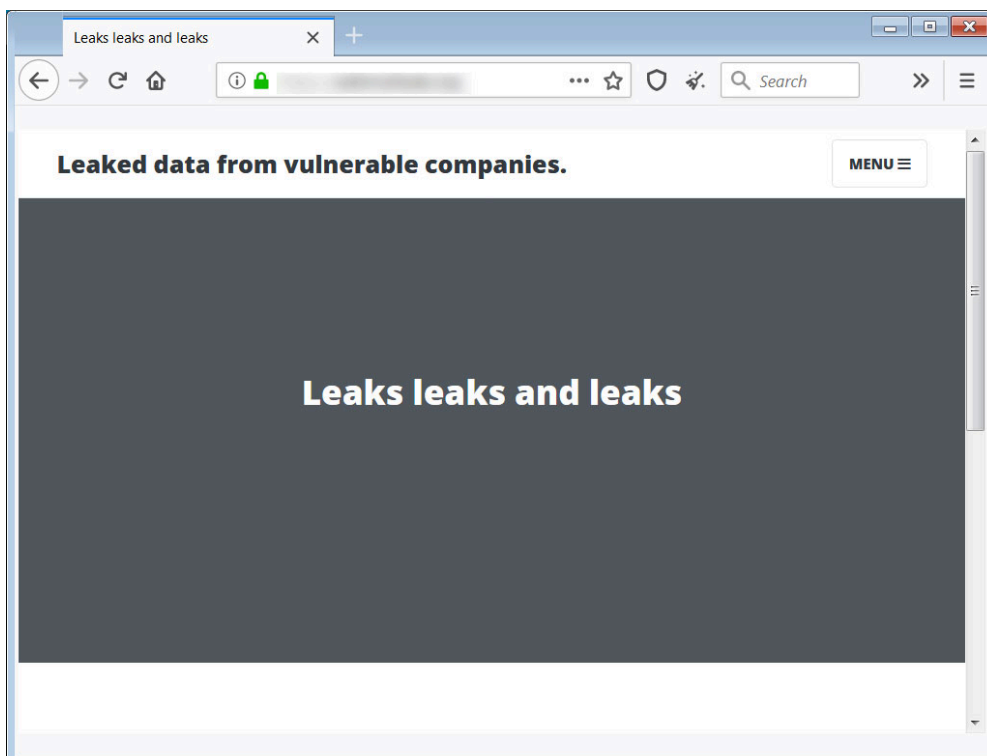 Leaks leaks and leaks
Search
Leaked data from vulnerable companies.
MENU
Leaks leaks and leaks